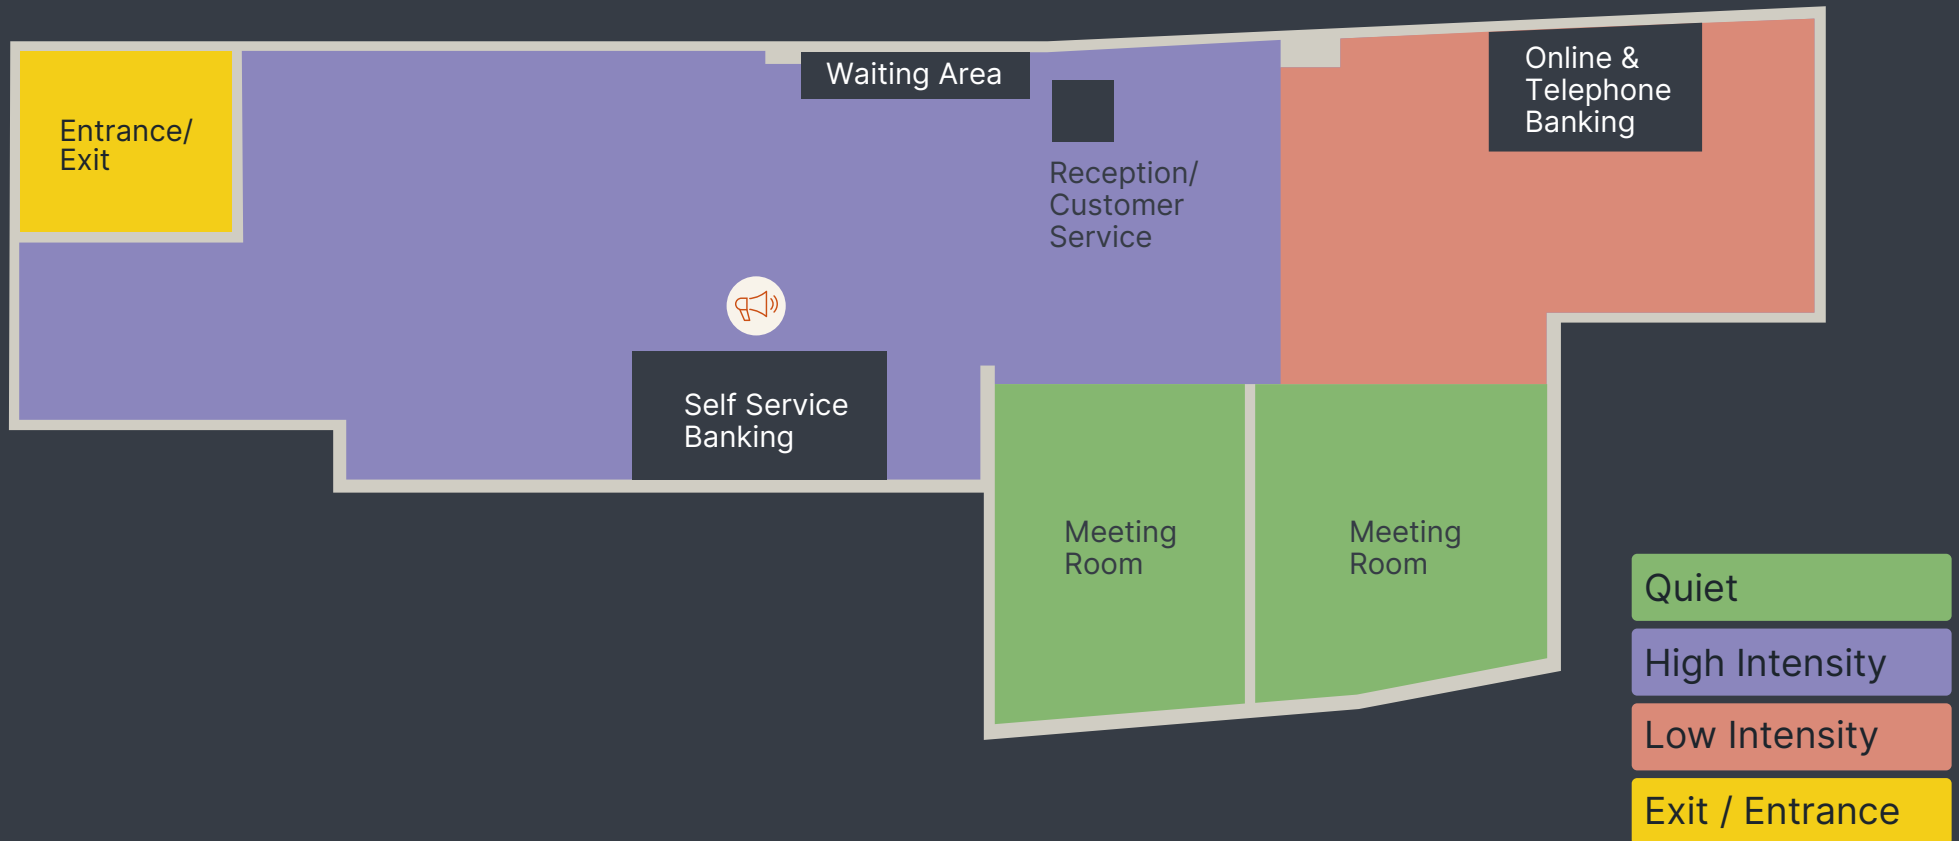 Entrance/
Exit
Waiting Area
Reception/
Customer
Service
Online &
Telephone
Banking
Self Service
Banking
Meeting
Room
Meeting
Room
Quiet
High Intensity
Low Intensity
Exit / Entrance